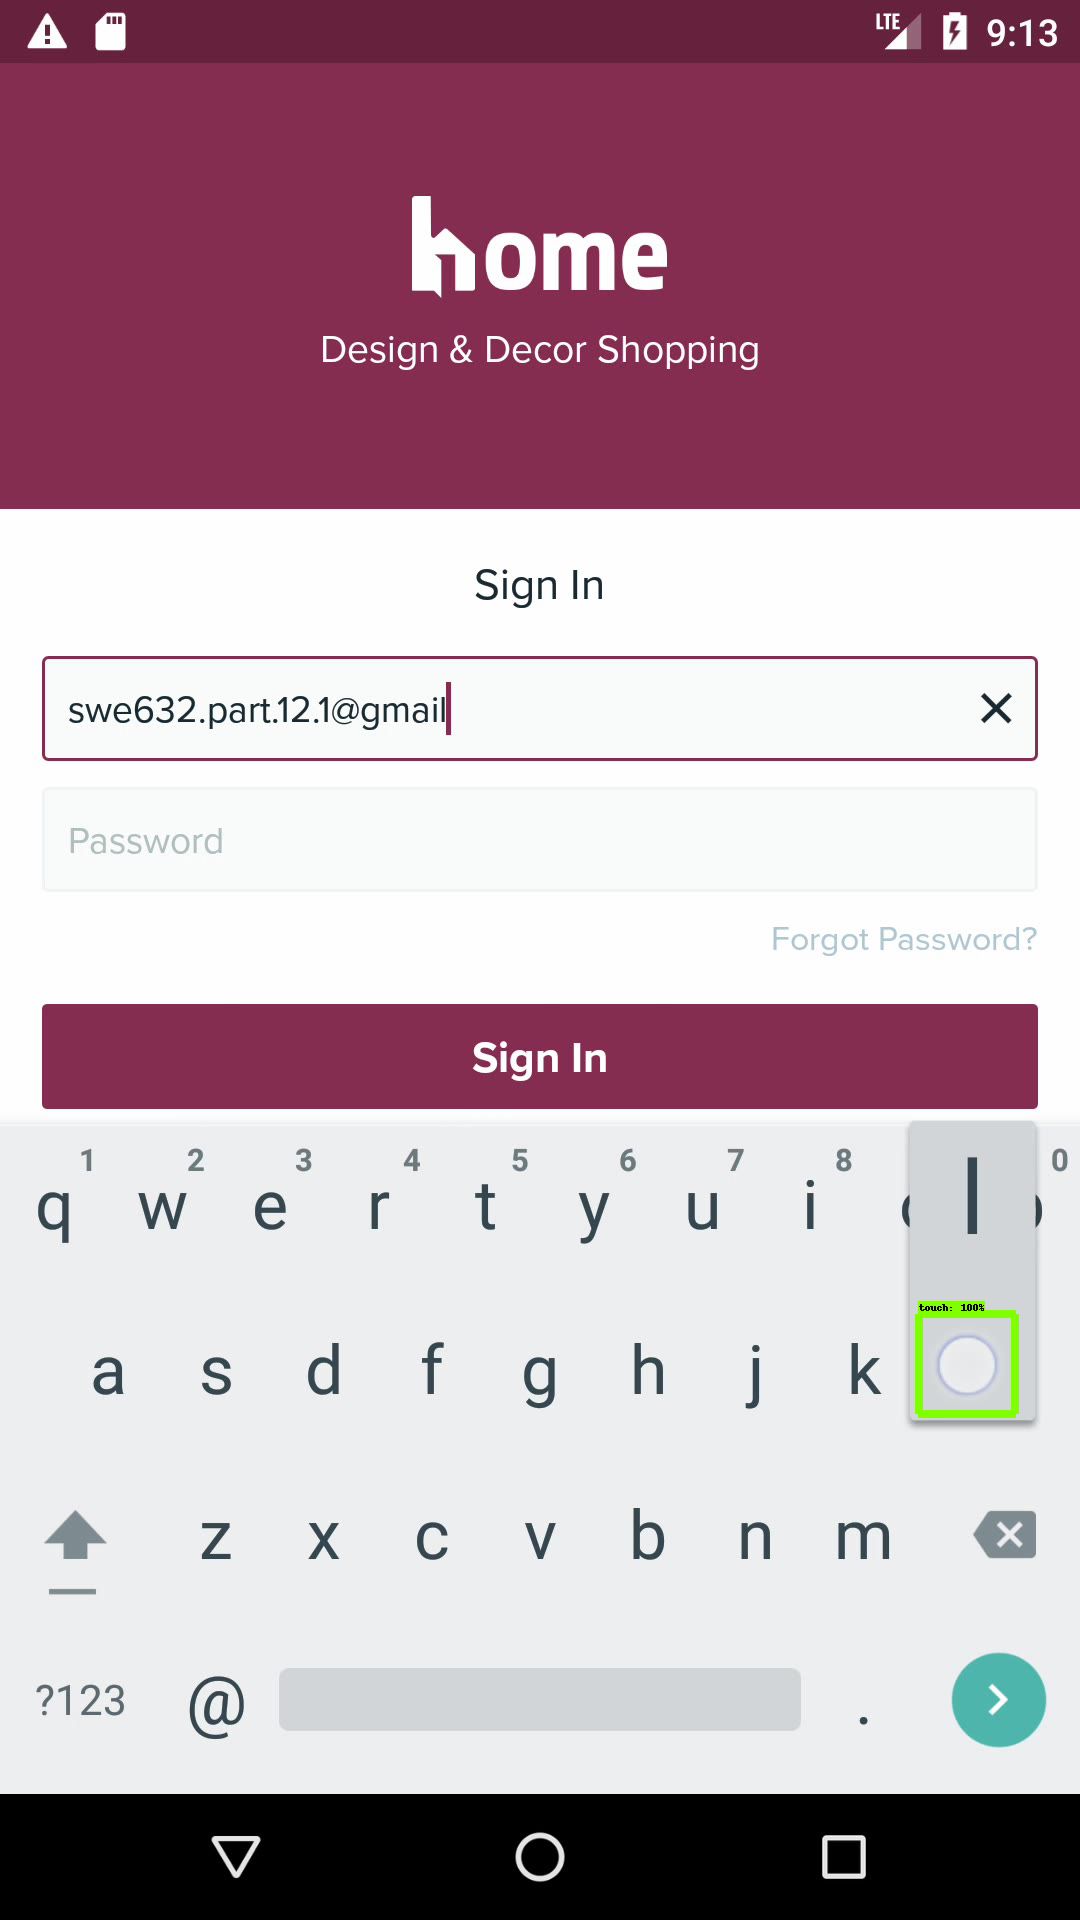 LTE 9:13
home
Design & Decor Shopping
Sign In
swe632.part.12.1@gmail
Password
Forgot Password?
Sign In
1 2 3 4 5 6 7 8 0
q w e r t y u i l
touch: 100%
a s d f g h j k
z x c v b n m
?123 @ .